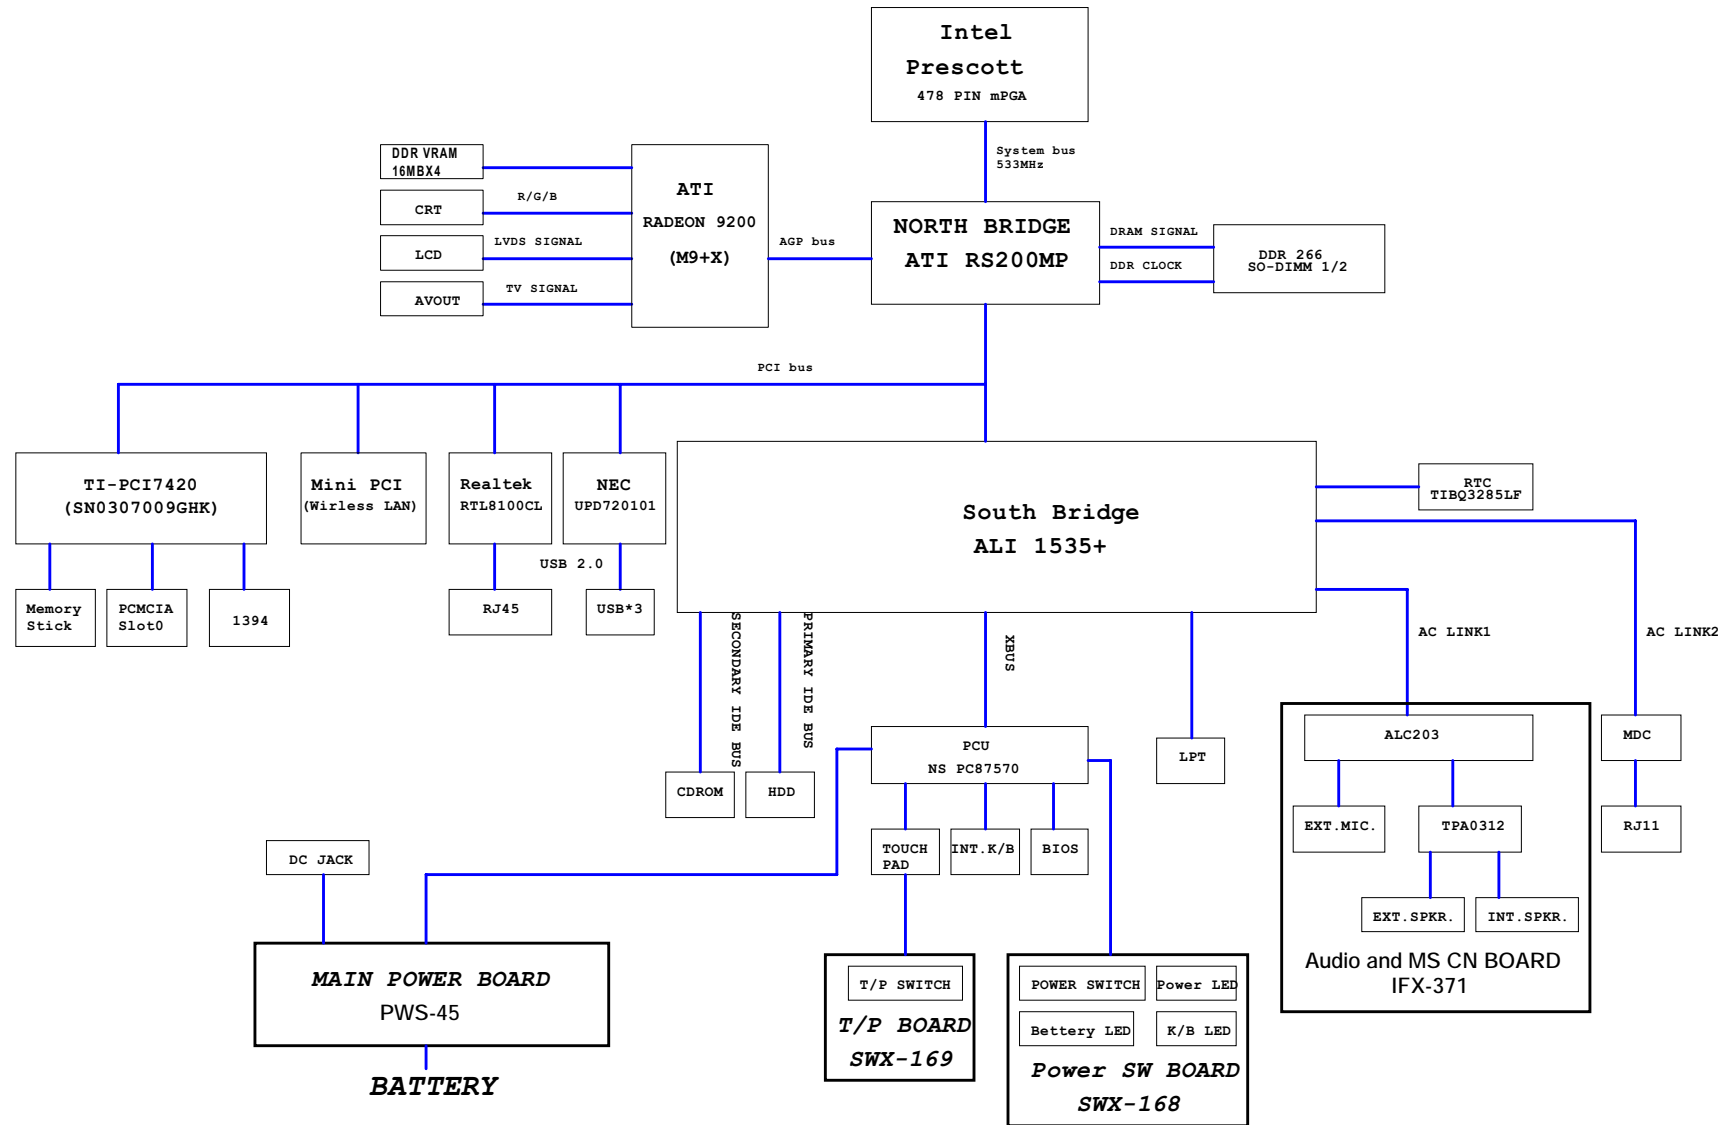 Intel
Prescott
478 PIN mPGA
System bus
533MHz
DDR VRAM
16MBX4
CRT
LCD
AVOUT
R/G/B
LVDS SIGNAL
TV SIGNAL
ATI
RADEON 9200
(M9+X)
AGP bus
NORTH BRIDGE
ATI RS200MP
DRAM SIGNAL
DDR CLOCK
DDR 266
SO-DIMM 1/2
PCI bus
TI-PCI7420
(SN0307009GHK)
Mini PCI
(Wirless LAN)
Realtek
RTL8100CL
NEC
UPD720101
USB 2.0
Memory
Stick
PCMCIA
Slot0
1394
RJ45
USB*3
South Bridge
ALI 1535+
RTC
TIBQ3285LF
SECONDARY IDE BUS
PRIMARY IDE BUS
XBUS
AC LINK1
AC LINK2
CDROM
HDD
PCU
NS PC87570
LPT
ALC203
MDC
EXT.MIC.
TPA0312
RJ11
TOUCH
PAD
INT.K/B
BIOS
DC JACK
EXT.SPKR.
INT.SPKR.
Audio and MS CN BOARD
IFX-371
MAIN POWER BOARD
PWS-45
BATTERY
T/P SWITCH
T/P BOARD
SWX-169
POWER SWITCH
Power LED
Bettery LED
K/B LED
Power SW BOARD
SWX-168